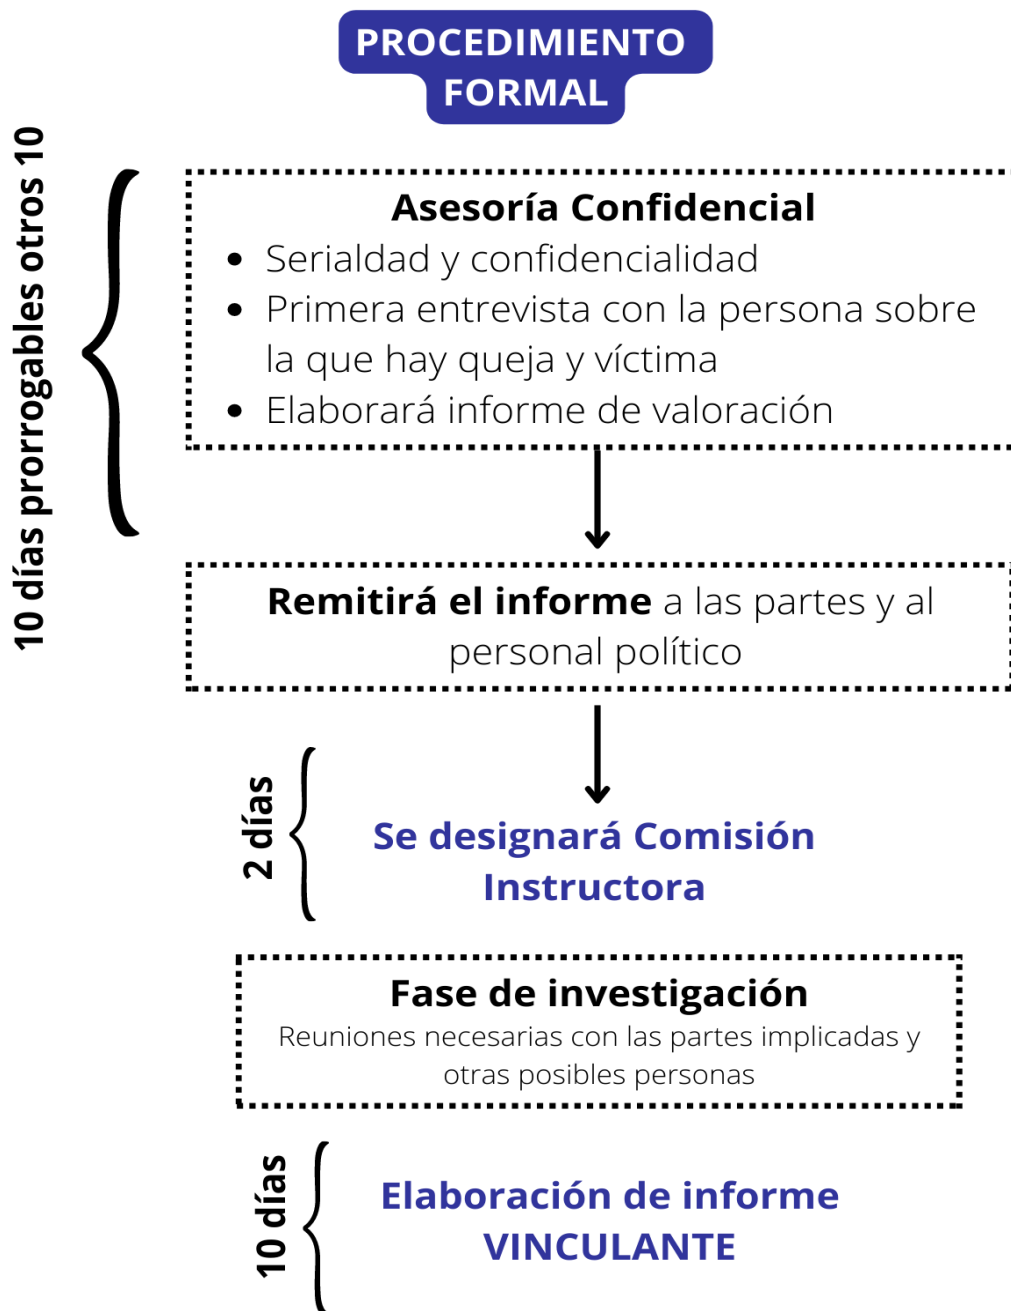 PROCEDIMIENTO
FORMAL
10 días prorrogables otros 10
Asesoría Confidencial
• Serialdad y confidencialidad
• Primera entrevista con la persona sobre
la que hay queja y víctima
• Elaborará informe de valoración
Remitirá el informe a las partes y al
personal político
2 días
Se designará Comisión
Instructora
Fase de investigación
Reuniones necesarias con las partes implicadas y
otras posibles personas
10 días
Elaboración de informe
VINCULANTE